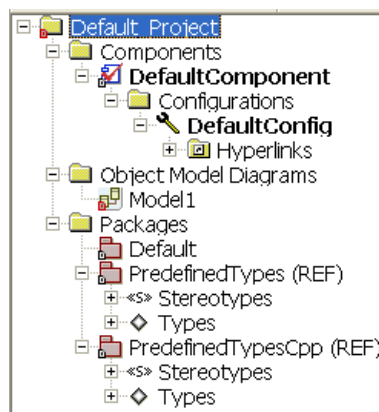 Default_Project
Components
DefaultComponent
Configurations
DefaultConfig
Hyperlinks
Object Model Diagrams
Model1
Packages
Default
PredefinedTypes (REF)
«S» Stereotypes
Types
PredefinedTypesCpp (REF)
«S» Stereotypes
Types